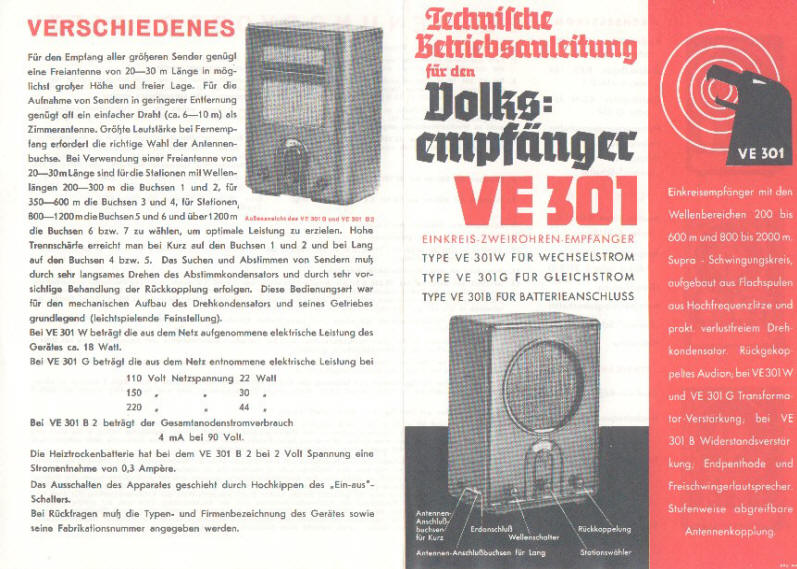 VERSCHIEDENES
Für den Empfang aller größeren Sender genügt
eine Freiantenne von 20—30 m Länge in mög-
lichst großer Höhe und freier Lage. Für die
Aufnahme von Sendern in geringerer Entfernung
genügt oft ein einfacher Draht (ca. 6—10 m) als
Zimmerantenne. Größte Lautstärke bei Fernemp-
fang erfordert die richtige Wahl der Antennen-
buchse. Bei Verwendung einer Freiantenne von
20—30 m Länge sind für die Stationen mit Wellen-
längen 200—300 m die Buchsen 1 und 2, für
350—600 m die Buchsen 3 und 4, für Stationen
800—1200 m die Buchsen 5 und 6 und über 1200 m
Außenansicht des VE 301 G und VE 301 B 2
die Buchsen 6 bzw. 7 zu wählen, um optimale Leistung zu erzielen. Hohe
Trennschärfe erreicht man bei Kurz auf den Buchsen 1 und 2 und bei Lang
auf den Buchsen 4 bzw. 5. Das Suchen und Abstimmen von Sendern muß
durch sehr langsames Drehen des Abstimmkondensators und durch sehr vor-
sichtige Behandlung der Rückkopplung erfolgen. Diese Bedienungsart war
für den mechanischen Aufbau des Drehkondensators und seines Getriebes
grundlegend (leichtspielende Feinstellung).
Bei VE 301 W beträgt die aus dem Netz aufgenommene elektrische Leistung des
Gerätes ca. 18 Watt.
Bei VE 301 G beträgt die aus dem Netz entnommene elektrische Leistung bei
110 Volt Netzspannung 22 Watt
150 „ „ 30 „
220 „ „ 44 „
Bei VE 301 B 2 beträgt der Gesamtanodenstromverbrauch
4 mA bei 90 Volt.
Die Heiztrockenbatterie hat bei dem VE 301 B 2 bei 2 Volt Spannung eine
Stromentnahme von 0,3 Ampère.
Das Ausschalten des Apparates geschieht durch Hochkippen des „Ein-aus"-
Schalters.
Bei Rückfragen muß die Typen- und Firmenbezeichnung des Gerätes sowie
seine Fabrikationsnummer angegeben werden.
Technische
Betriebsanleitung
für den
Volks=
empfänger
VE 301
EINKREIS-ZWEIRÖHREN-EMPFÄNGER
TYPE VE 301W FÜR WECHSELSTROM
TYPE VE 301G FÜR GLEICHSTROM
TYPE VE 301B FÜR BATTERIEANSCHLUSS
Antennen-
Anschluß-
buchsen
für Kurz
Erdanschluß
Wellenschalter
Rückkoppelung
Antennen-Anschlußbuchsen für Lang
Stationswähler
VE 301
Einkreisempfänger mit den
Wellenbereichen 200 bis
600 m und 800 bis 2000 m.
Supra - Schwingungskreis,
aufgebaut aus Flachspulen
aus Hochfrequenzlitze und
prakt. verlustfreiem Dreh-
kondensator. Rückgekop-
peltes Audion; bei VE 301 W
und VE 301 G Transforma-
tor-Verstärkung; bei VE
301 B Widerstandsverstär
kung; Endpenthode und
Freischwingerlautsprecher.
Stufenweise abgreifbare
Antennenkopplung.